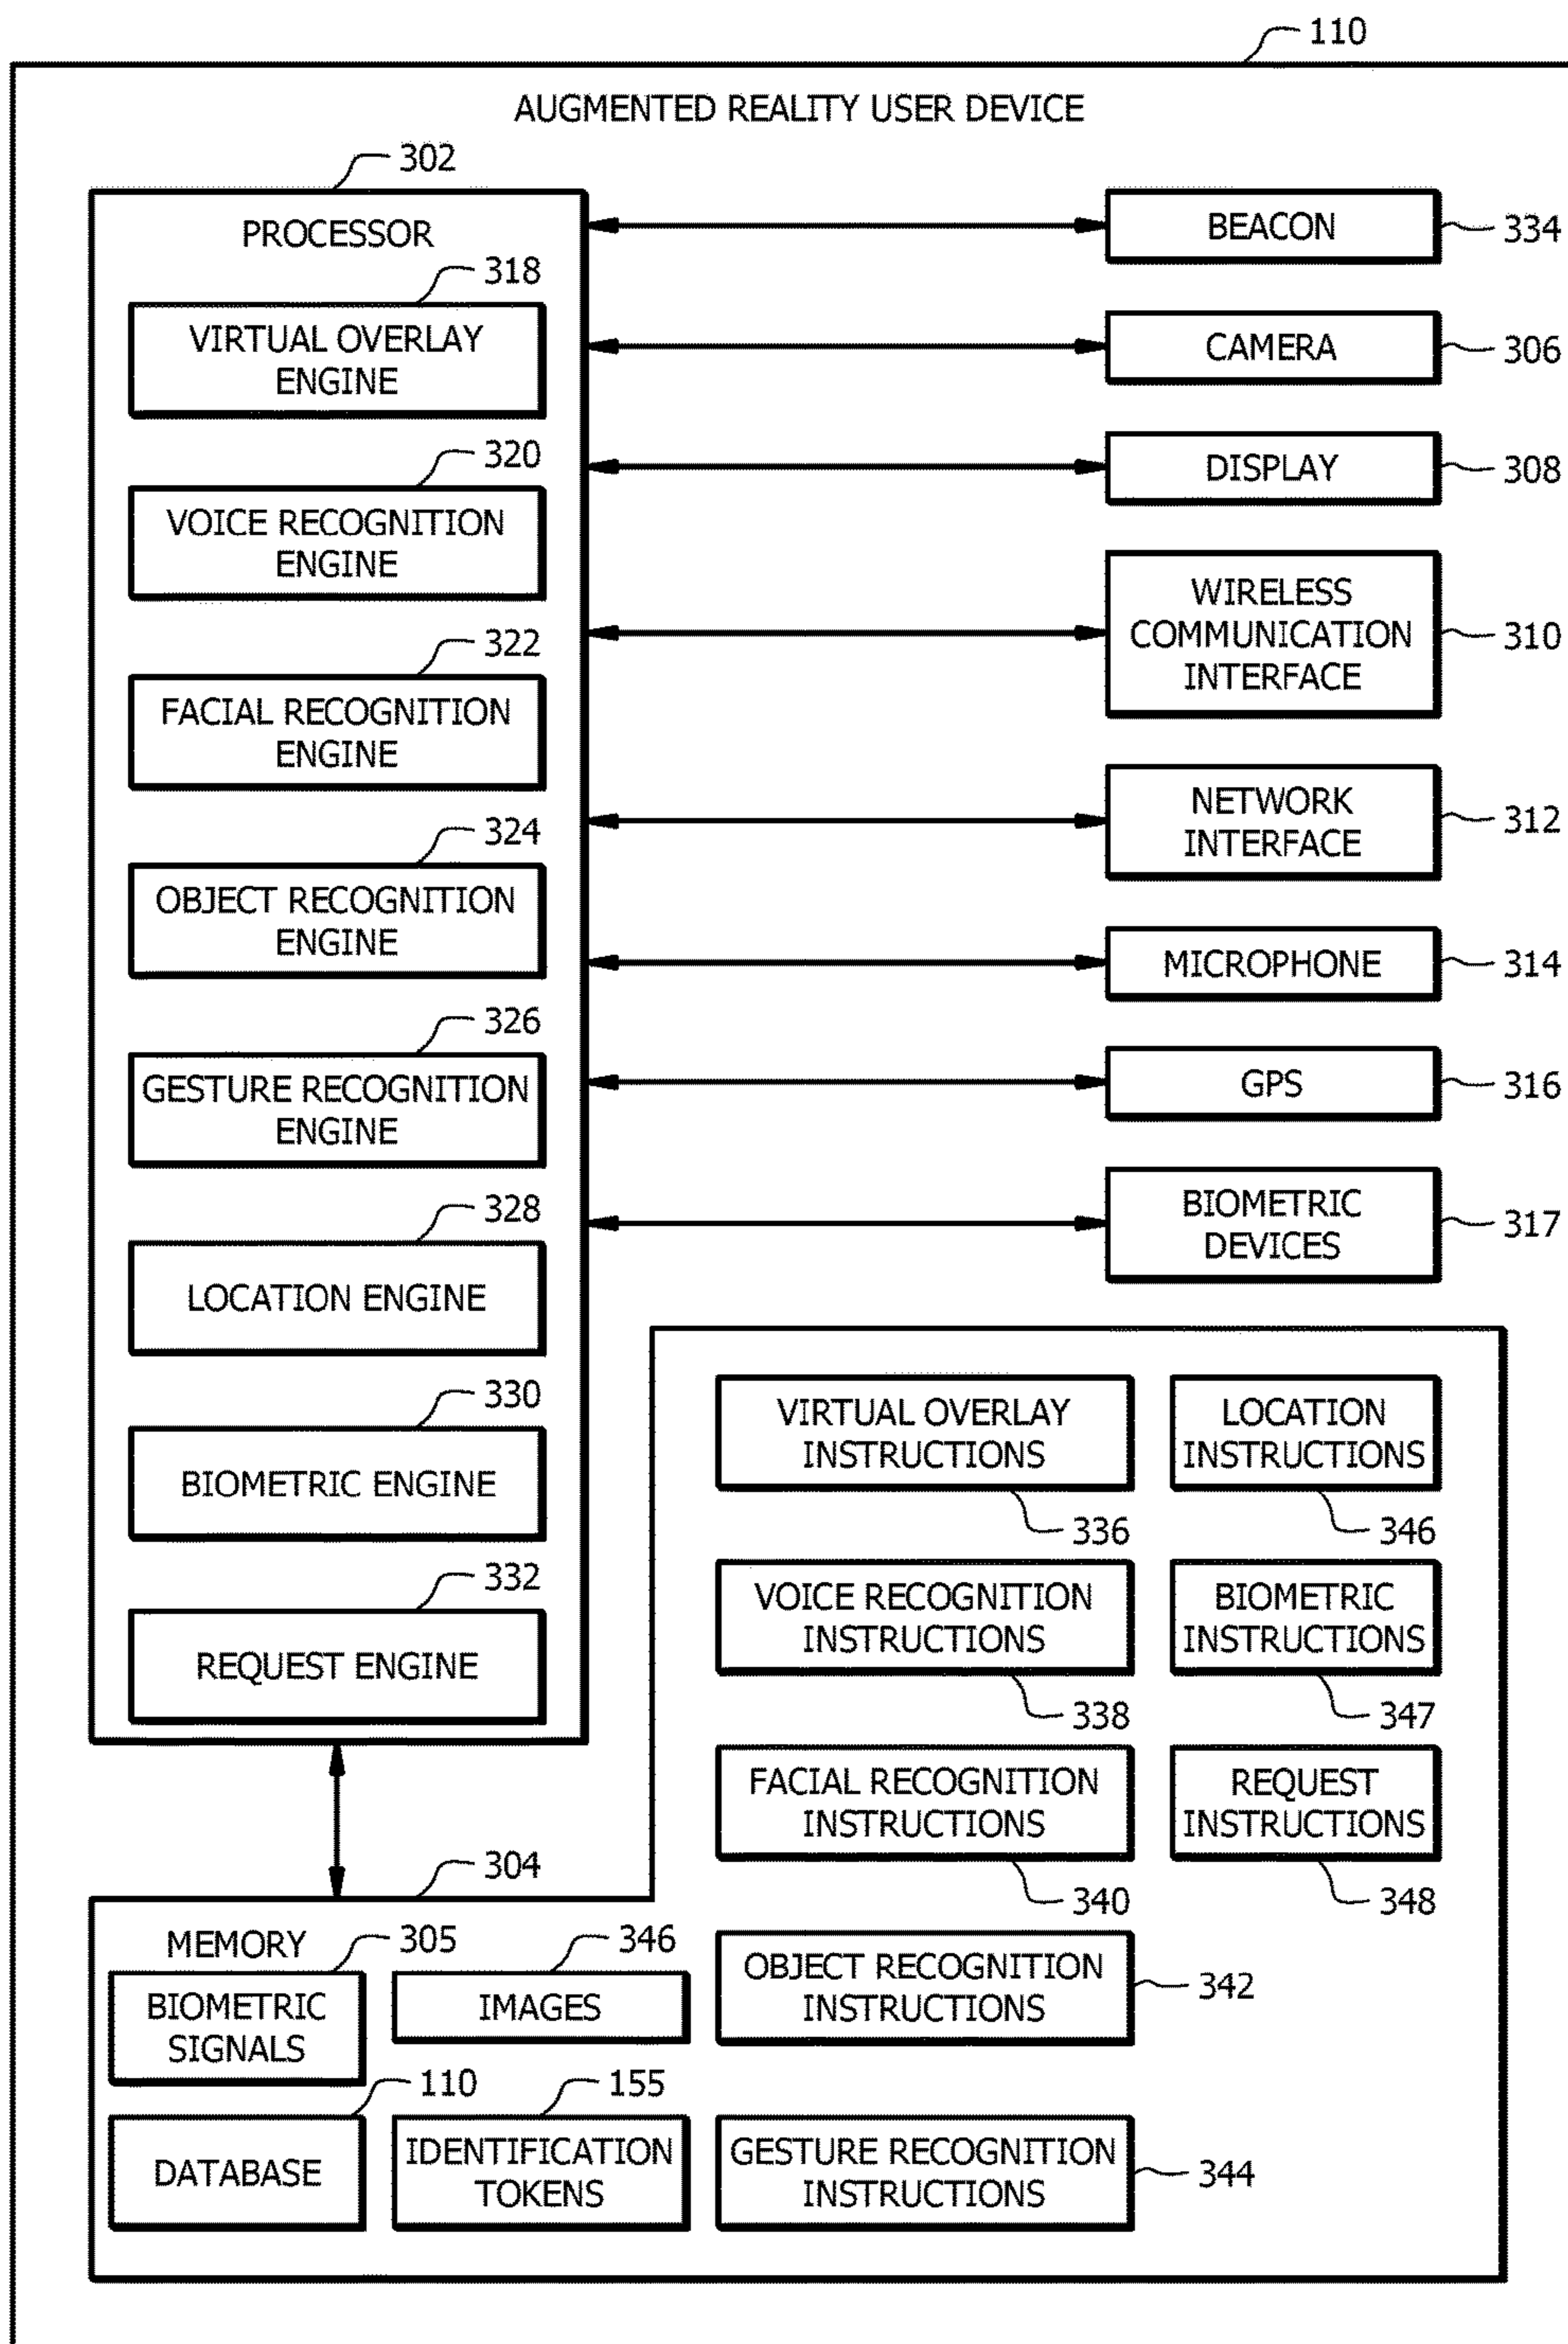 110
AUGMENTED REALITY USER DEVICE
302
PROCESSOR
318
VIRTUAL OVERLAY
ENGINE
320
VOICE RECOGNITION
ENGINE
322
FACIAL RECOGNITION
ENGINE
324
OBJECT RECOGNITION
ENGINE
326
GESTURE RECOGNITION
ENGINE
328
LOCATION ENGINE
330
BIOMETRIC ENGINE
332
REQUEST ENGINE
BEACON
334
CAMERA
306
DISPLAY
308
WIRELESS
COMMUNICATION
INTERFACE
310
NETWORK
INTERFACE
312
MICROPHONE
314
GPS
316
BIOMETRIC
DEVICES
317
304
MEMORY
305
BIOMETRIC
SIGNALS
346
IMAGES
110
DATABASE
155
IDENTIFICATION
TOKENS
VIRTUAL OVERLAY
INSTRUCTIONS
336
LOCATION
INSTRUCTIONS
346
VOICE RECOGNITION
INSTRUCTIONS
338
BIOMETRIC
INSTRUCTIONS
347
FACIAL RECOGNITION
INSTRUCTIONS
340
REQUEST
INSTRUCTIONS
348
OBJECT RECOGNITION
INSTRUCTIONS
342
GESTURE RECOGNITION
INSTRUCTIONS
344